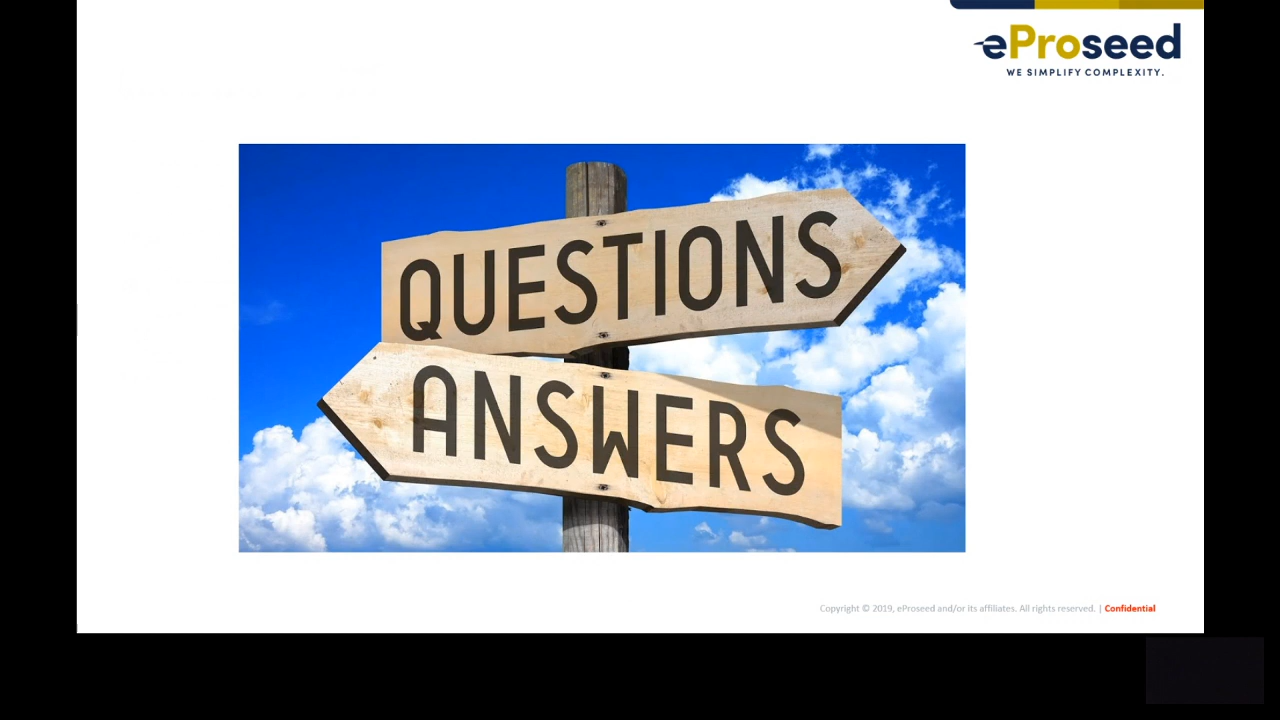 eProseed
WE SIMPLIFY COMPLEXITY.
QUESTIONS
ANSWERS
Copyright © 2019, eProseed and/or its affiliates. All rights reserved. | Confidential